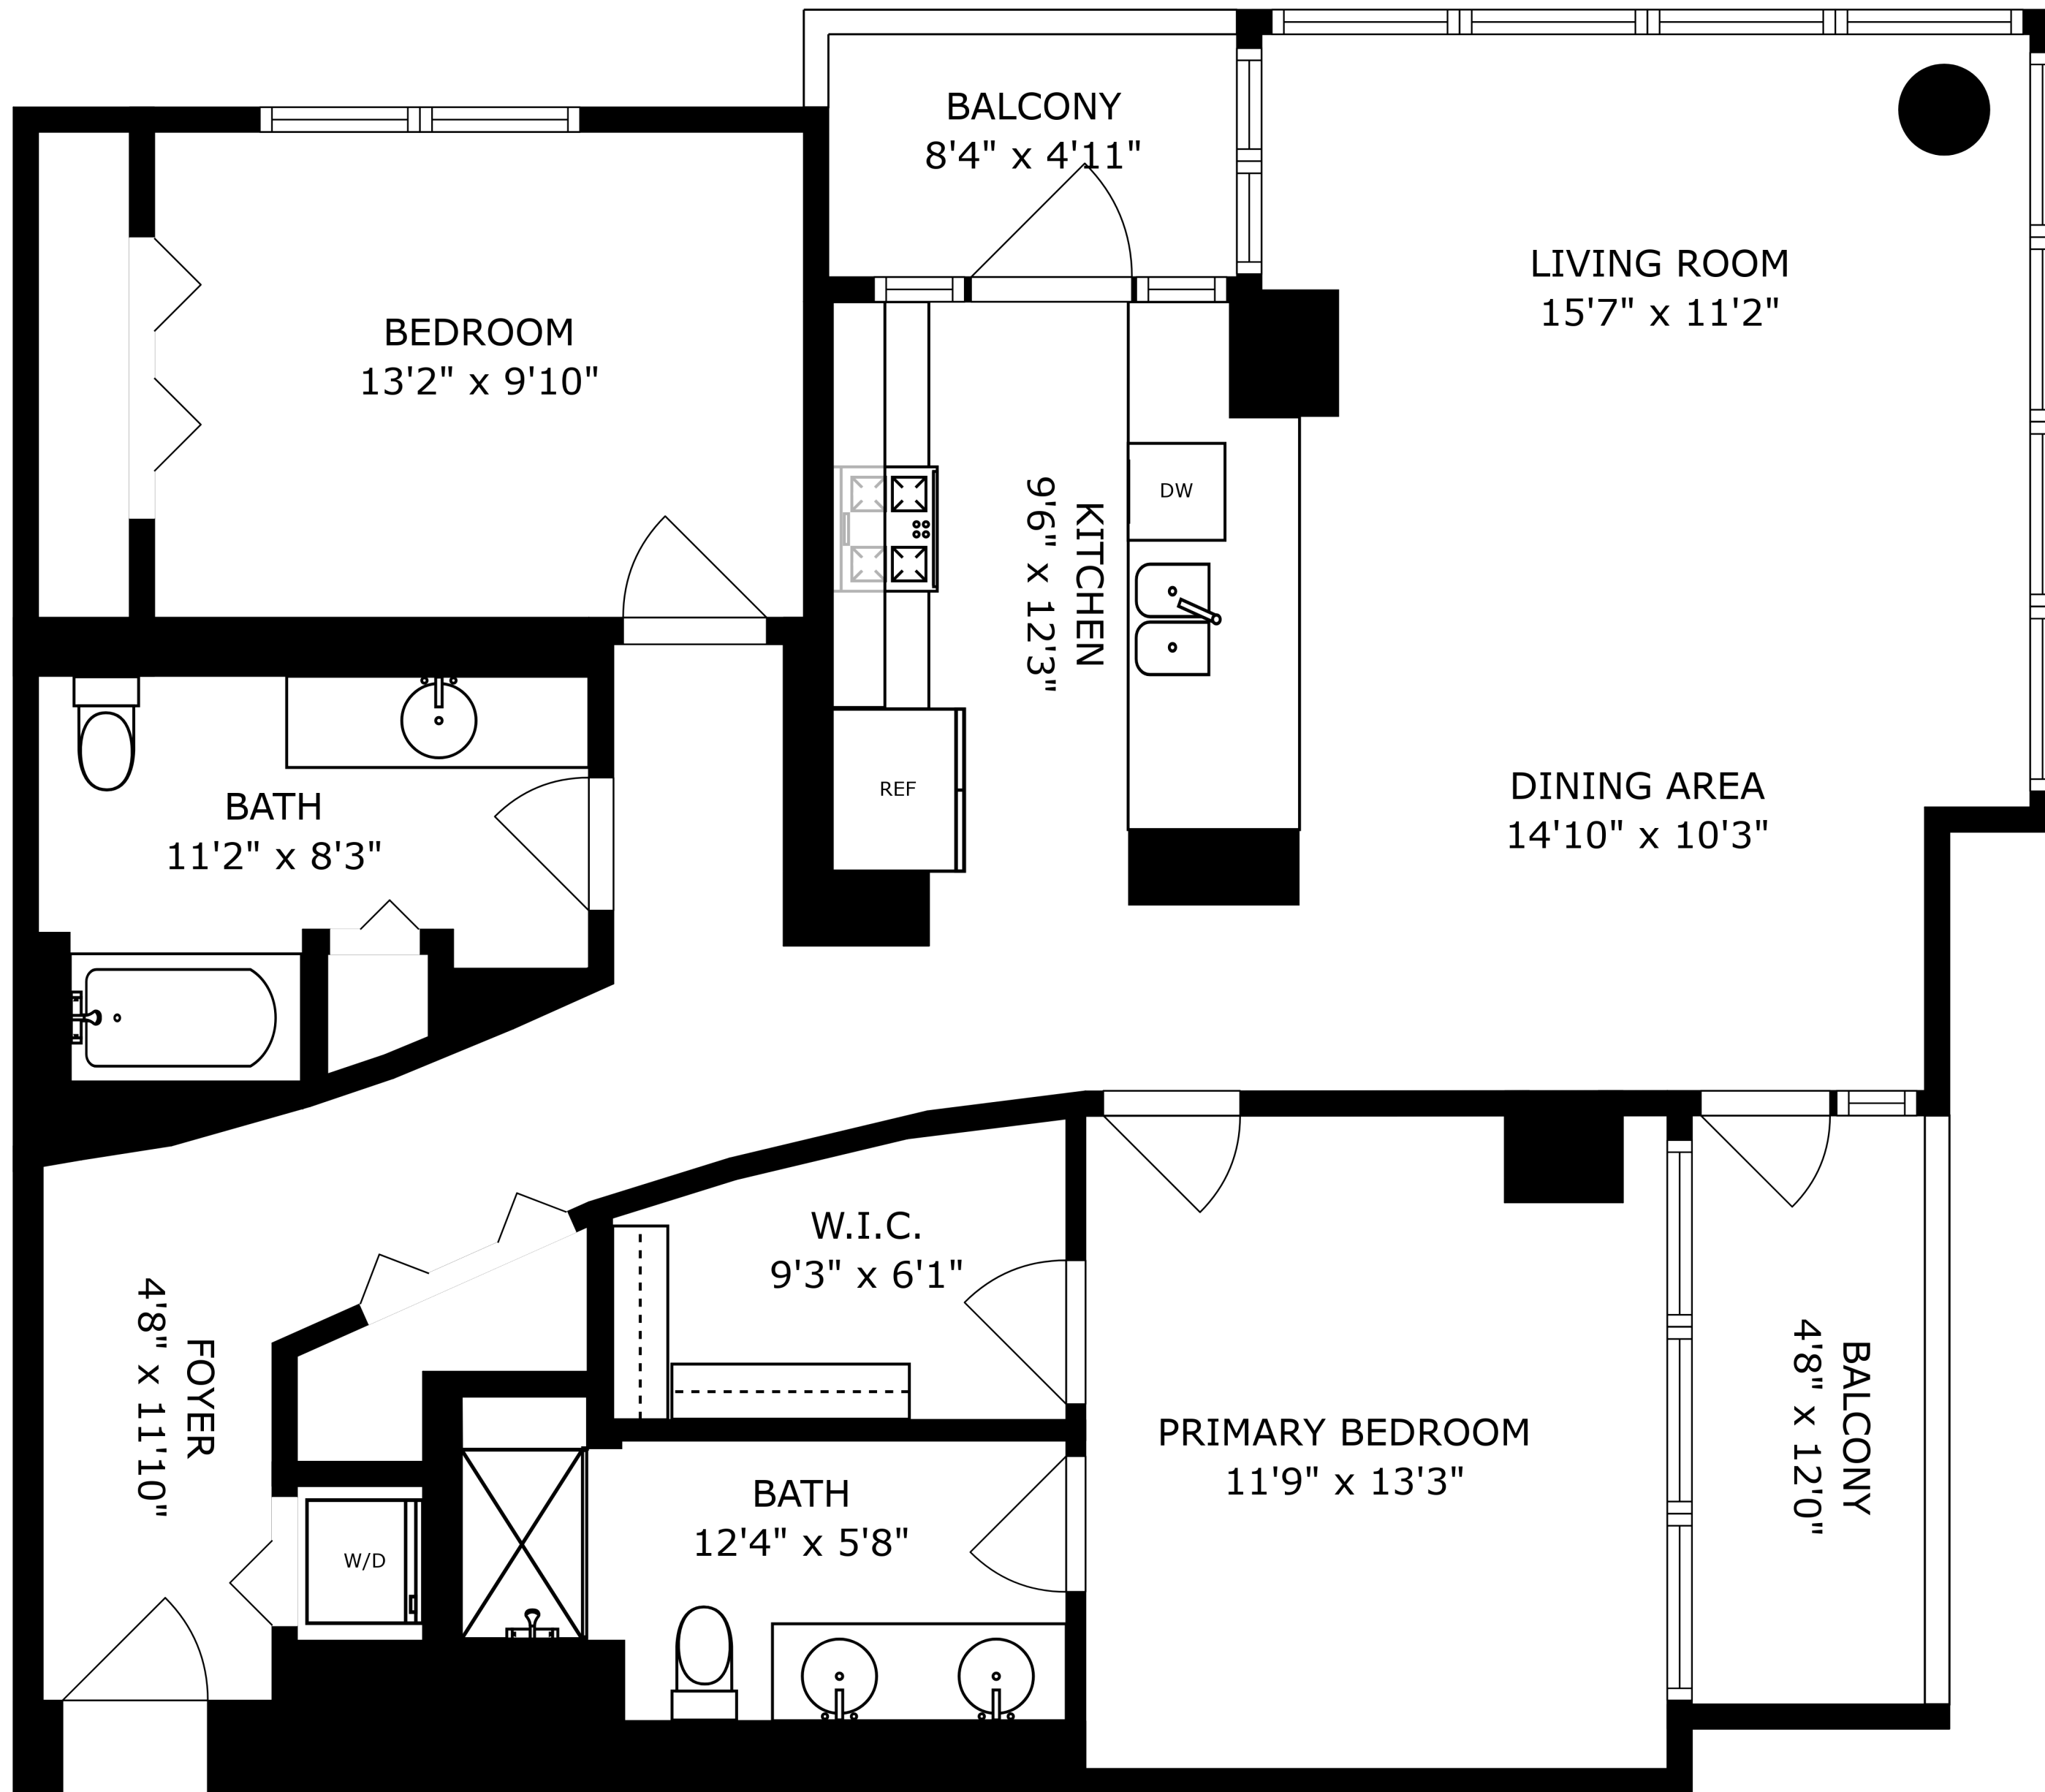 BALCONY
8'4" x 4'11"
LIVING ROOM
15'7" x 11'2"
BEDROOM
13'2" x 9'10"
DW
KITCHEN
9'6" x 12'3"
REF
DINING AREA
14'10" x 10'3"
BATH
11'2" x 8'3"
W.I.C.
9'3" x 6'1"
FOYER
4'8" x 11'10"
BALCONY
4'8" x 12'0"
PRIMARY BEDROOM
11'9" x 13'3"
BATH
12'4" x 5'8"
W/D